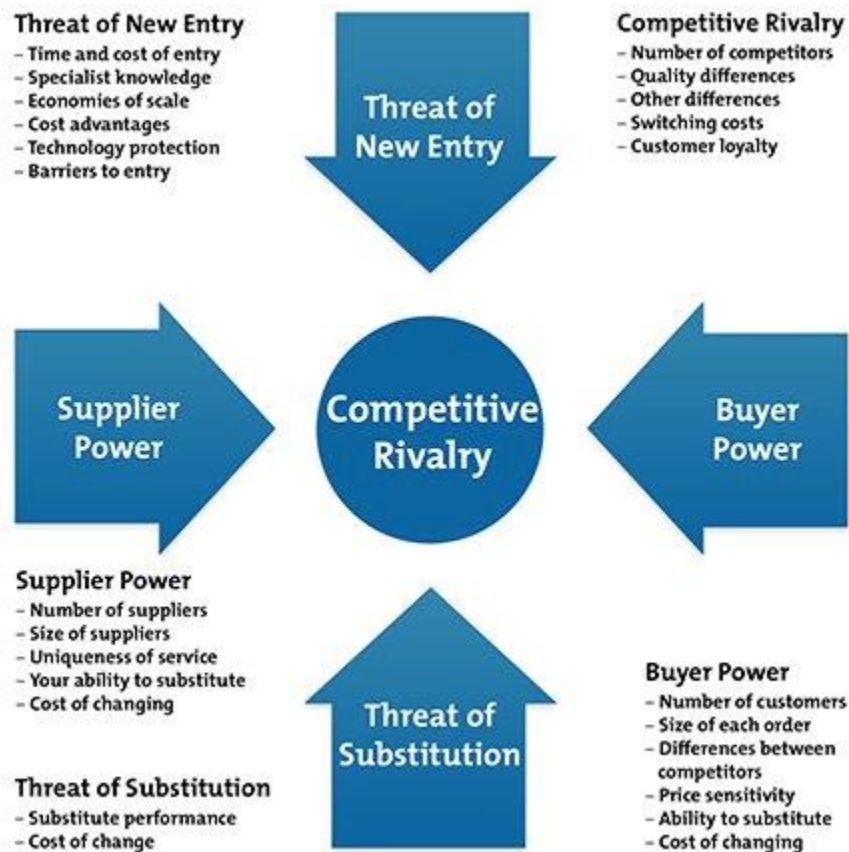 Threat of New Entry
– Time and cost of entry
– Specialist knowledge
– Economies of scale
– Cost advantages
– Technology protection
– Barriers to entry
Threat of
New Entry
Competitive Rivalry
– Number of competitors
– Quality differences
– Other differences
– Switching costs
– Customer loyalty
Supplier
Power
Competitive
Rivalry
Buyer
Power
Supplier Power
– Number of suppliers
– Size of suppliers
– Uniqueness of service
– Your ability to substitute
– Cost of changing
Threat of Substitution
– Substitute performance
– Cost of change
Threat of
Substitution
Buyer Power
– Number of customers
– Size of each order
– Differences between
competitors
– Price sensitivity
– Ability to substitute
– Cost of changing